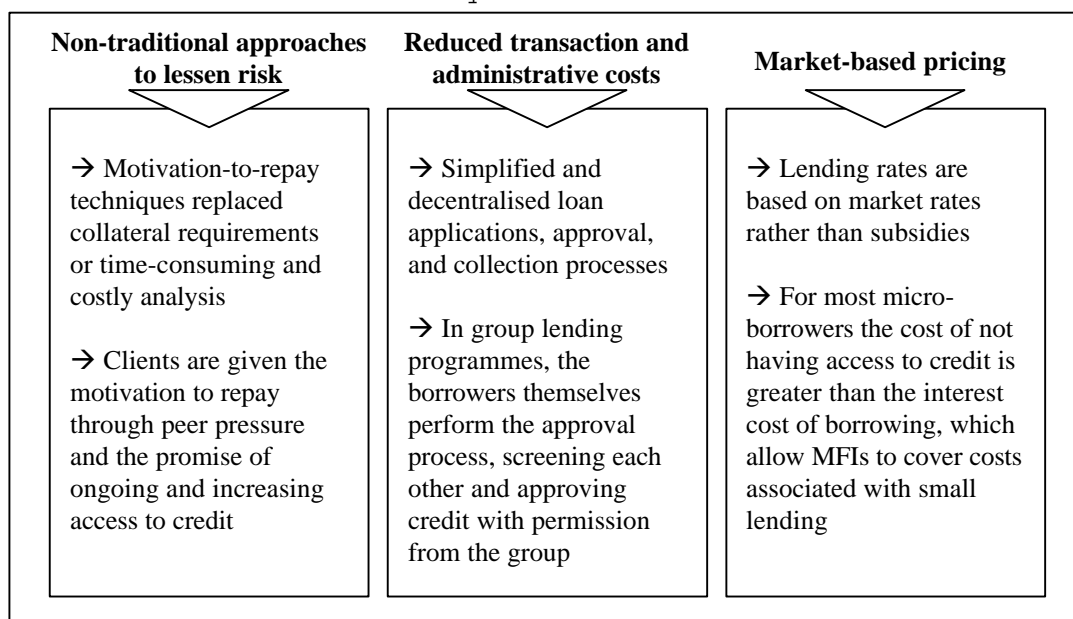 Non-traditional approaches
to lessen risk
→ Motivation-to-repay
techniques replaced
collateral requirements
or time-consuming and
costly analysis
→ Clients are given the
motivation to repay
through peer pressure
and the promise of
ongoing and increasing
access to credit
Reduced transaction and
administrative costs
→ Simplified and
decentralised loan
applications, approval,
and collection processes
→ In group lending
programmes, the
borrowers themselves
perform the approval
process, screening each
other and approving
credit with permission
from the group
Market-based pricing
→ Lending rates are
based on market rates
rather than subsidies
→ For most micro-
borrowers the cost of not
having access to credit is
greater than the interest
cost of borrowing, which
allow MFIs to cover costs
associated with small
lending